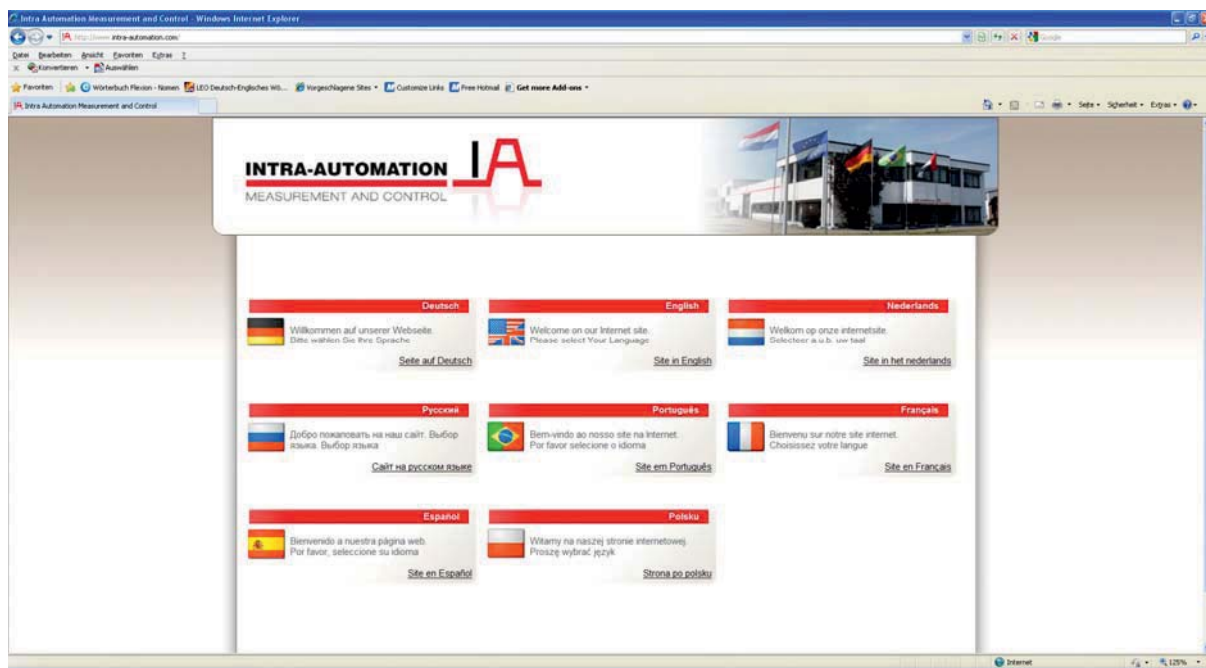 Intra Automation Measurement and Control - Windows Internet Explorer
http://www.intra-automation.com/
Google
Datei Bearbeiten Ansicht Favoriten Extras ?
x Konvertieren Auswählen
Favoriten Wörterbuch Flexion - Nomen LEO Deutsch-Englisches Wö... Vorgeschlagene Sites Customize Links Free Hotmail Get more Add-ons
Intra Automation Measurement and Control
Seite Sicherheit Extras
INTRA-AUTOMATION IA
MEASUREMENT AND CONTROL
Deutsch
Willkommen auf unserer Webseite.
Bitte wählen Sie Ihre Sprache
Seite auf Deutsch
English
Welcome on our Internet site.
Please select Your Language
Site in English
Nederlands
Welkom op onze internetsite.
Selecteer a.u.b. uw taal
Site in het nederlands
Русский
Добро пожаловать на наш сайт. Выбор
языка. Выбор языка
Сайт на русском языке
Português
Bem-vindo ao nosso site na Internet.
Por favor selecione o idioma
Site em Português
Français
Bienvenu sur notre site internet.
Choisissez votre langue
Site en Français
Español
Bienvenido a nuestra página web.
Por favor, seleccione su idioma
Site en Español
Polsku
Witamy na naszej stronie internetowej.
Proszę wybrać język
Strona po polsku
Internet
125%